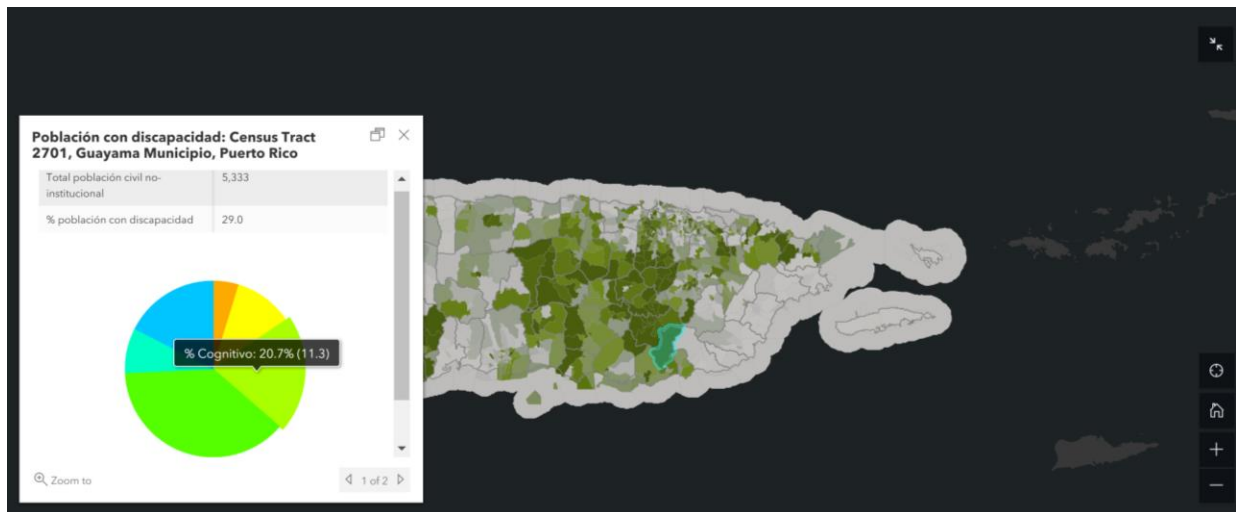 Población con discapacidad: Census Tract
2701, Guayama Municipio, Puerto Rico
Total población civil no-
institucional
5,333
% población con discapacidad
29.0
% Cognitivo: 20.7% (11.3)
Zoom to
1 of 2